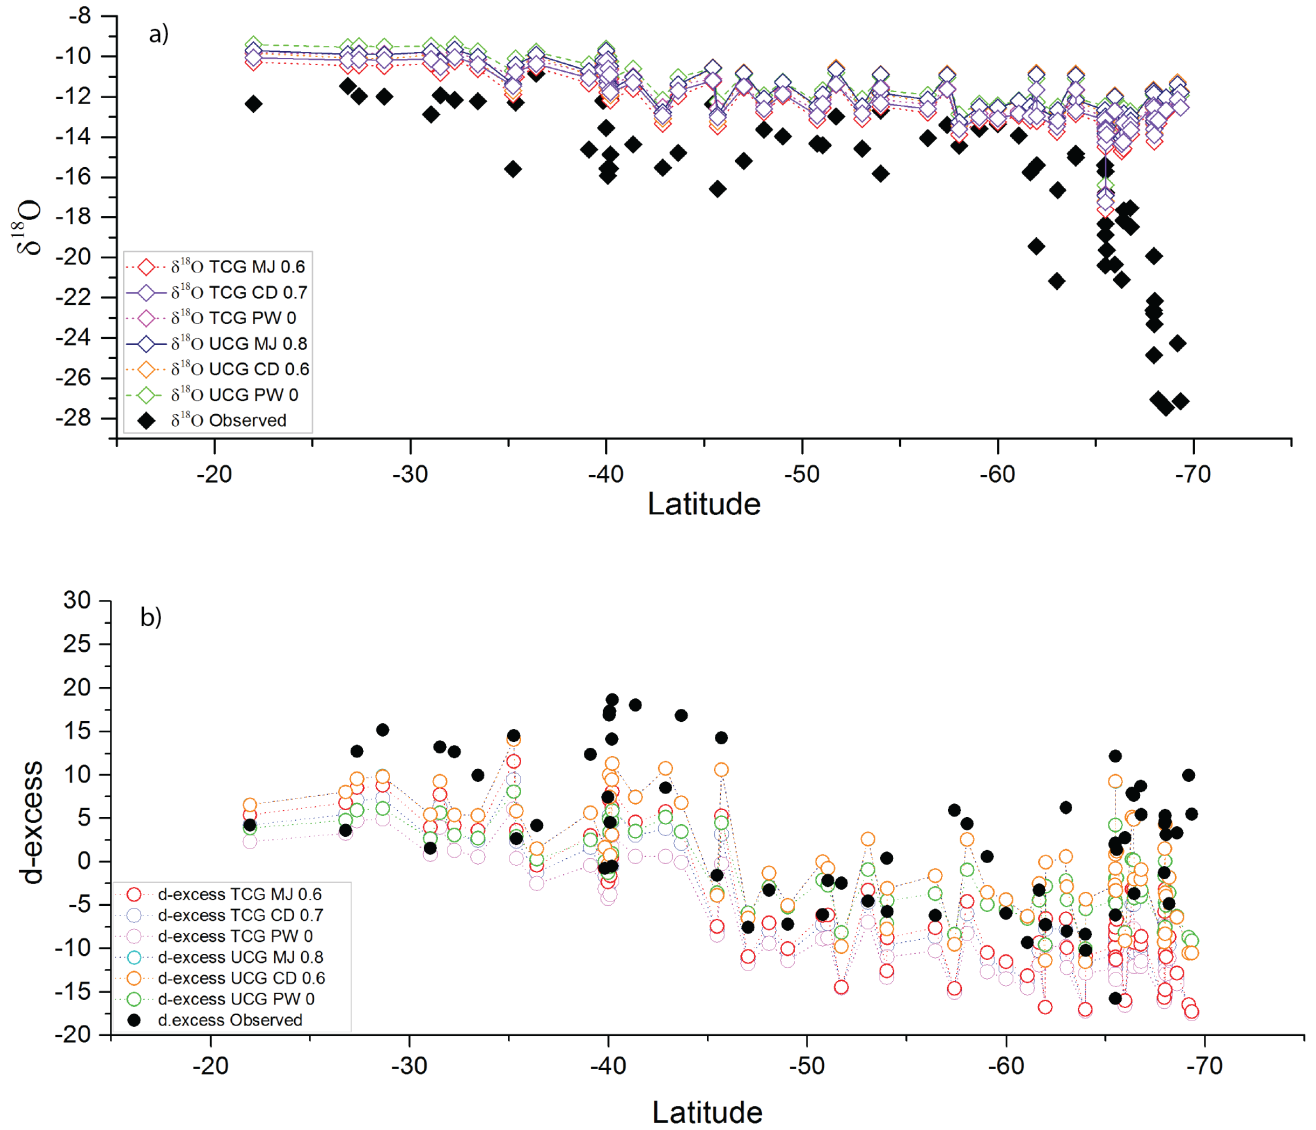 a)
-8
-10
-12
-14
-16
-18
-20
-22
-24
-26
-28
δ18O
δ18O TCG MJ 0.6
δ18O TCG CD 0.7
δ18O TCG PW 0
δ18O UCG MJ 0.8
δ18O UCG CD 0.6
δ18O UCG PW 0
δ18O Observed
-20 -30 -40 -50 -60 -70
Latitude
b)
30
25
20
15
10
5
0
-5
-10
-15
-20
d-excess
d-excess TCG MJ 0.6
d-excess TCG CD 0.7
d-excess TCG PW 0
d-excess UCG MJ 0.8
d-excess UCG CD 0.6
d-excess UCG PW 0
d.excess Observed
-20 -30 -40 -50 -60 -70
Latitude